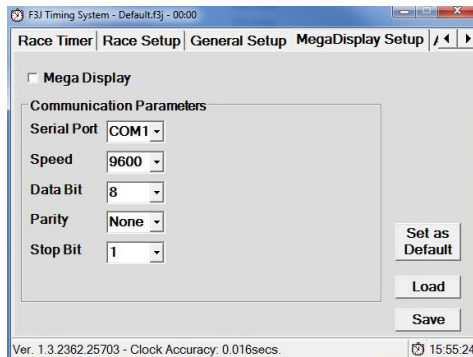 F3J Timing System - Default.f3j - 00:00
Race Timer Race Setup General Setup MegaDisplay Setup
Mega Display
Communication Parameters
Serial Port COM1
Speed 9600
Data Bit 8
Parity None
Stop Bit 1
Set as
Default
Load
Save
Ver. 1.3.2362.25703 - Clock Accuracy: 0.016secs. 15:55:24